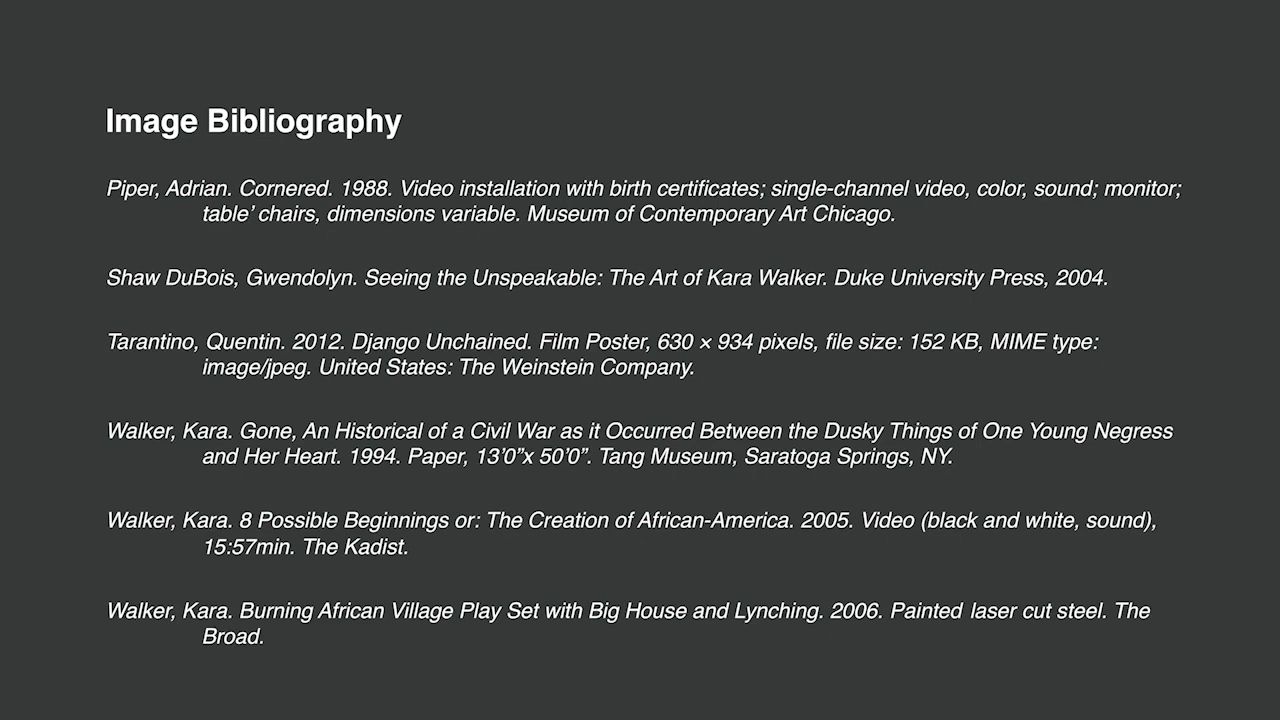 Image Bibliography
Piper, Adrian. Cornered. 1988. Video installation with birth certificates; single-channel video, color, sound; monitor;
table’ chairs, dimensions variable. Museum of Contemporary Art Chicago.
Shaw DuBois, Gwendolyn. Seeing the Unspeakable: The Art of Kara Walker. Duke University Press, 2004.
Tarantino, Quentin. 2012. Django Unchained. Film Poster, 630 × 934 pixels, file size: 152 KB, MIME type:
image/jpeg. United States: The Weinstein Company.
Walker, Kara. Gone, An Historical of a Civil War as it Occurred Between the Dusky Things of One Young Negress
and Her Heart. 1994. Paper, 13’0”x 50’0”. Tang Museum, Saratoga Springs, NY.
Walker, Kara. 8 Possible Beginnings or: The Creation of African-America. 2005. Video (black and white, sound),
15:57min. The Kadist.
Walker, Kara. Burning African Village Play Set with Big House and Lynching. 2006. Painted laser cut steel. The
Broad.